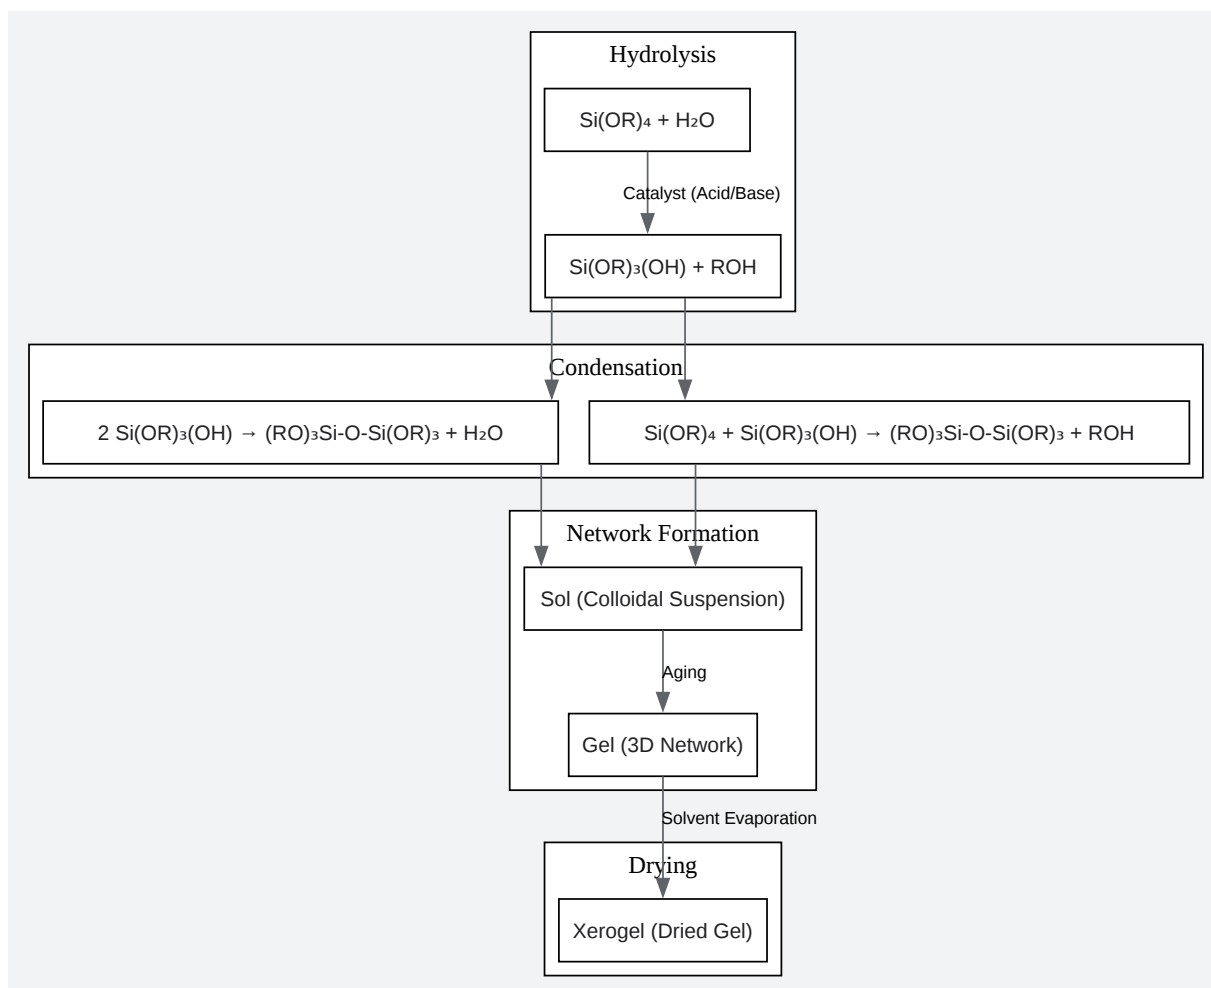 Hydrolysis
Si(OR)₄ + H₂O
Catalyst (Acid/Base)
Si(OR)₃(OH) + ROH
Condensation
2 Si(OR)₃(OH) → (RO)₃Si-O-Si(OR)₃ + H₂O
Si(OR)₄ + Si(OR)₃(OH) → (RO)₃Si-O-Si(OR)₃ + ROH
Network Formation
Sol (Colloidal Suspension)
Aging
Gel (3D Network)
Solvent Evaporation
Drying
Xerogel (Dried Gel)